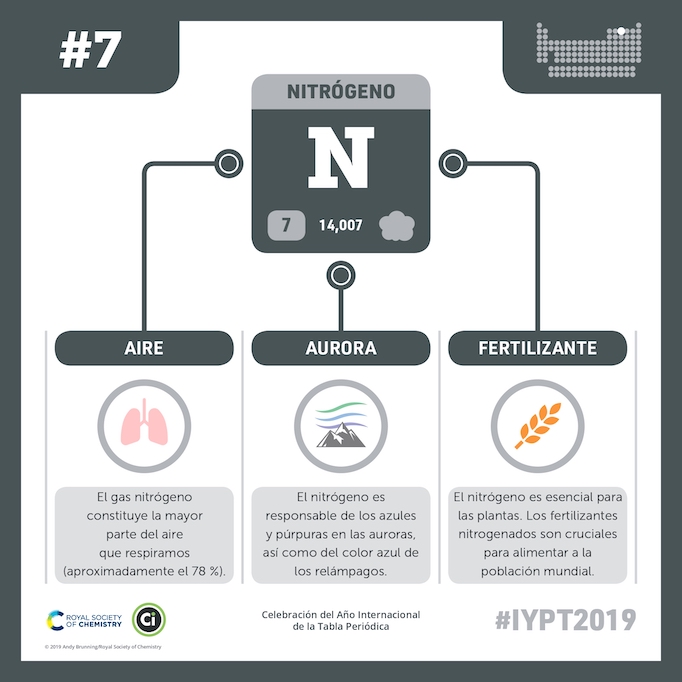 #7
NITRÓGENO
N
7 14,007
AIRE
AURORA
FERTILIZANTE
El gas nitrógeno
constituye la mayor
parte del aire
que respiramos
(aproximadamente el 78 %).
El nitrógeno es
responsable de los azules
y púrpuras en las auroras,
así como del color azul de
los relámpagos.
El nitrógeno es esencial para
las plantas. Los fertilizantes
nitrogenados son cruciales
para alimentar a la
población mundial.
ROYAL SOCIETY
OF CHEMISTRY
Ci
© 2019 Andy Brunning/Royal Society of Chemistry
Celebración del Año Internacional
de la Tabla Periódica
#IYPT2019